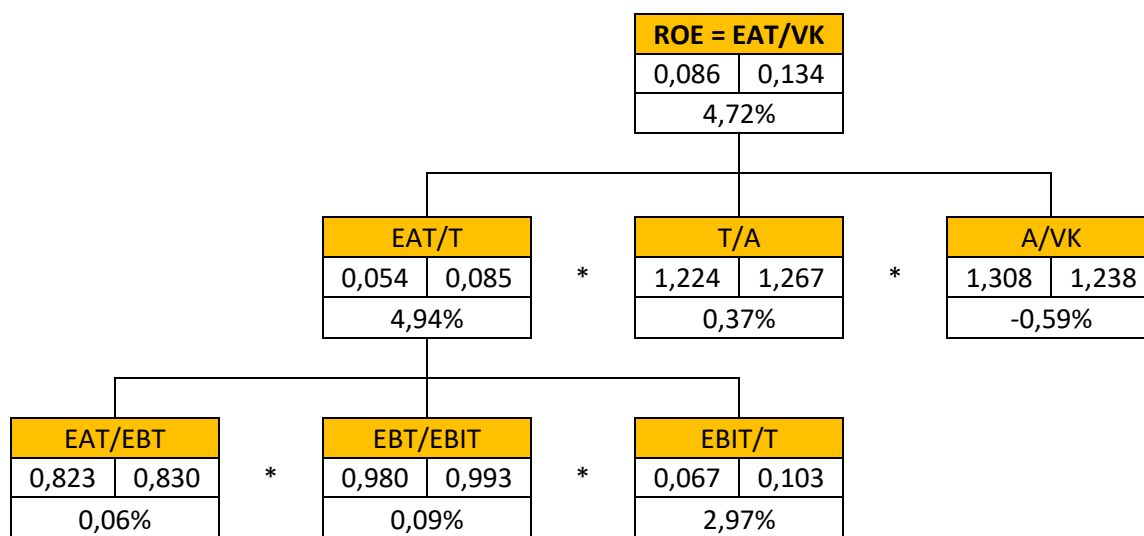 ROE = EAT/VK
0,086 0,134
4,72%
EAT/T T/A A/VK
0,054 0,085 * 1,224 1,267 * 1,308 1,238
4,94% 0,37% -0,59%
EAT/EBT EBT/EBIT EBIT/T
0,823 0,830 * 0,980 0,993 * 0,067 0,103
0,06% 0,09% 2,97%